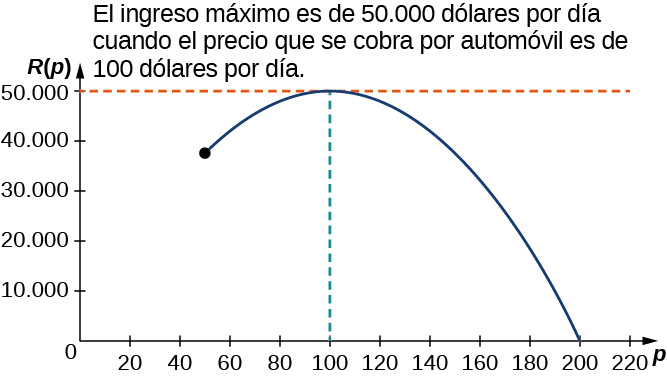 El ingreso máximo es de 50.000 dólares por día
cuando el precio que se cobra por automóvil es de
100 dólares por día.
R(p)
50.000
40.000
30.000
20.000
10.000
0
20 40 60 80 100 120 140 160 180 200 220 p